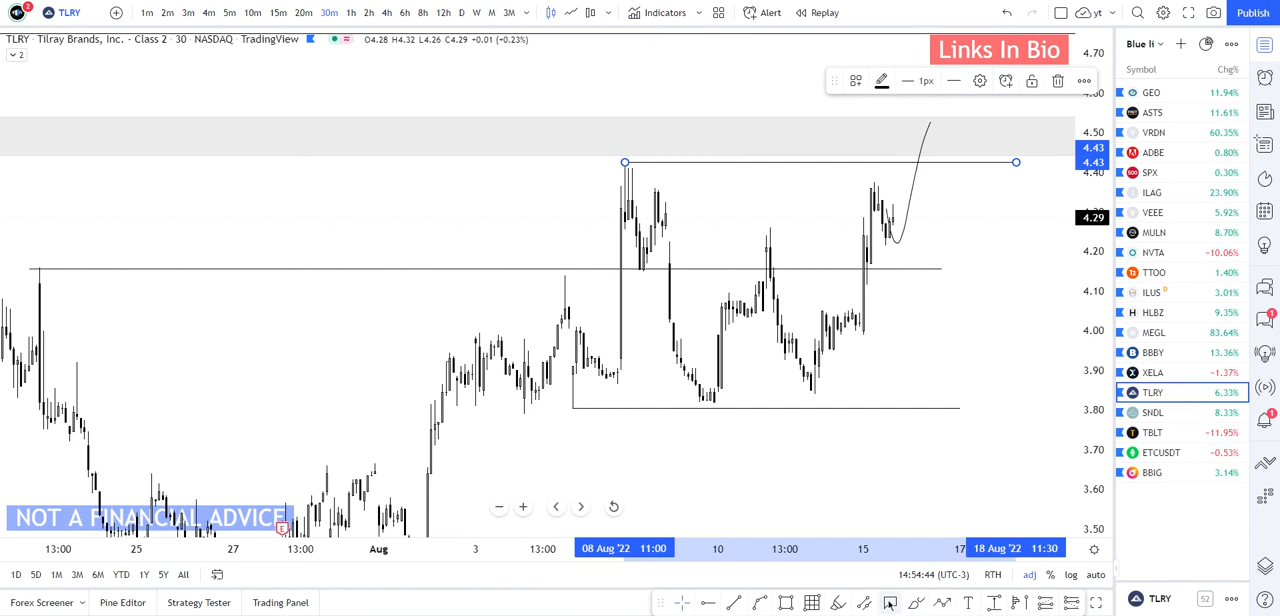 2
TLRY
1m 2m 3m 4m 5m 10m 15m 20m 30m 1h 2h 4h 6h 8h 12h D W M 3M
Indicators
Alert
Replay
yt
Publish
TLRY · Tilray Brands, Inc. - Class 2 · 30 · NASDAQ · TradingView
O4.28 H4.32 L4.26 C4.29 +0.01 (+0.23%)
2
Links In Bio
1px
4.70
4.50
4.43
4.43
4.40
4.29
4.20
4.10
4.00
3.90
3.80
3.70
3.60
3.50
NOT A FINANCIAL ADVICE
E
13:00 25 27 13:00 Aug 3 13:00 08 Aug '22 11:00 10 13:00 15 17 18 Aug '22 11:30
1D 5D 1M 3M 6M YTD 1Y 5Y All
14:54:44 (UTC-3) RTH adj % log auto
Forex Screener Pine Editor Strategy Tester Trading Panel
Blue li
Symbol Chg%
GEO 11.94%
ASTS 11.61%
VRDN 60.35%
ADBE 0.80%
SPX 0.30%
ILAG 23.90%
VEEE 5.92%
MULN 8.70%
NVTA −10.06%
TTOO 1.40%
ILUS D 3.01%
HLBZ 9.35%
MEGL 83.64%
BBBY 13.36%
XELA −1.37%
TLRY 6.33%
SNDL 8.33%
TBLT −11.95%
ETCUSDT −0.53%
BBIG 3.14%
TLRY 52
1
1